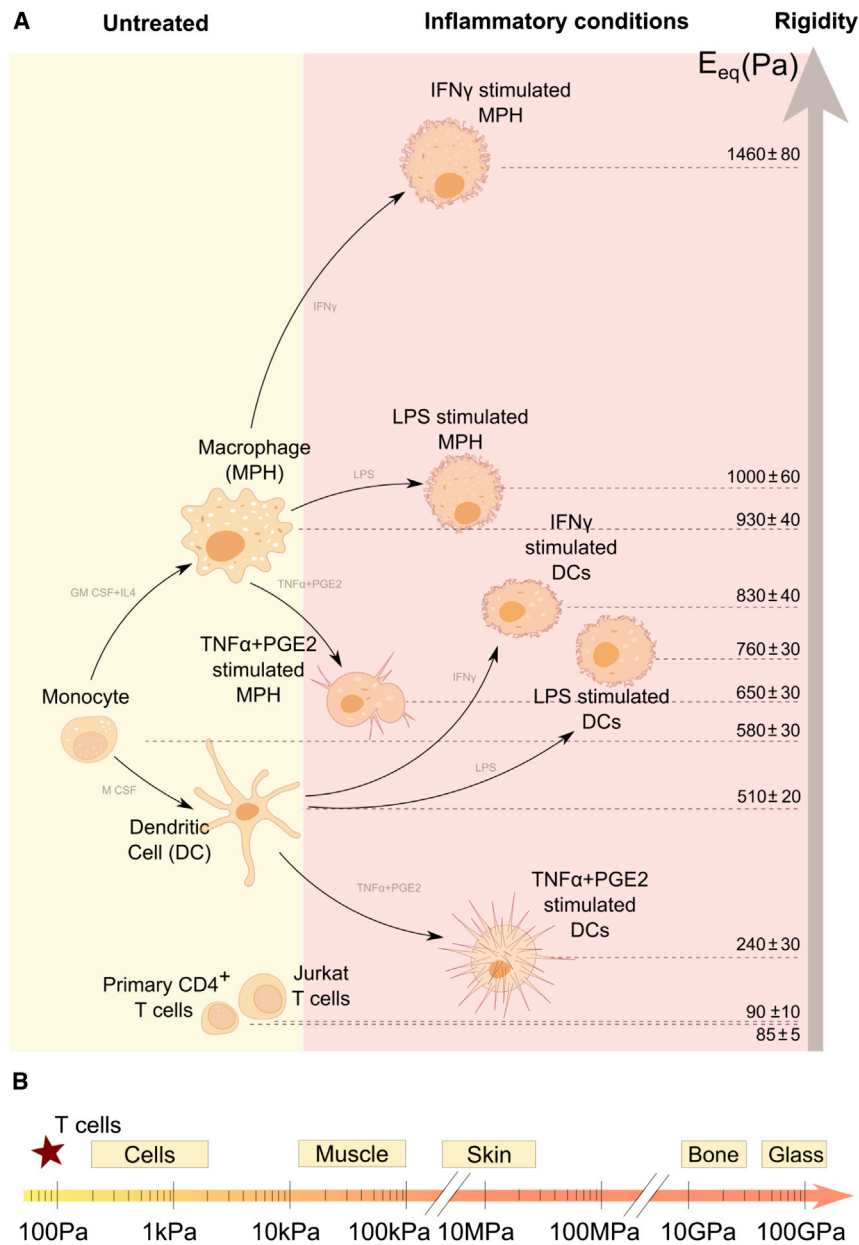 A
Untreated
Inflammatory conditions
Rigidity
Eeq(Pa)
IFNγ stimulated
MPH
1460±80
IFNγ
LPS stimulated
MPH
Macrophage
(MPH)
LPS
1000±60
930±40
IFNγ
stimulated
DCs
GM CSF+IL4
TNFα+PGE2
830±40
TNFα+PGE2
stimulated
MPH
760±30
IFNγ
650±30
Monocyte
LPS stimulated
DCs
580±30
LPS
M CSF
510±20
Dendritic
Cell (DC)
TNFα+PGE2
TNFα+PGE2
stimulated
DCs
240±30
Primary CD4+
T cells
Jurkat
T cells
90 ±10
85±5
B
T cells
Cells
Muscle
Skin
Bone
Glass
100Pa
1kPa
10kPa
100kPa
10MPa
100MPa
10GPa
100GPa